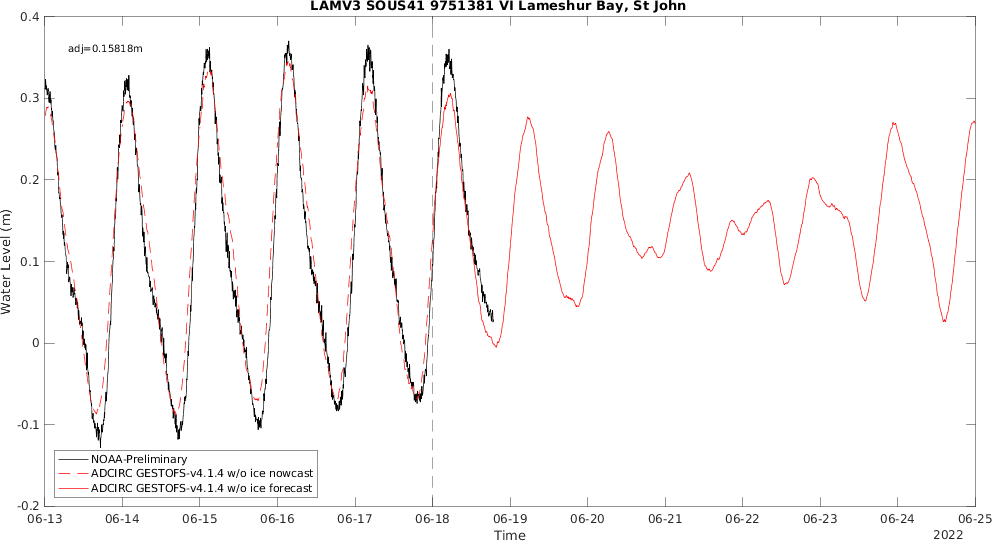 LAMV3 SOUS41 9751381 VI Lameshur Bay, St John
adj=0.15818m
0.4
0.3
0.2
0.1
0
-0.1
-0.2
Water Level (m)
NOAA-Preliminary
ADCIRC GESTOFS-v4.1.4 w/o ice nowcast
ADCIRC GESTOFS-v4.1.4 w/o ice forecast
06-13 06-14 06-15 06-16 06-17 06-18 06-19 06-20 06-21 06-22 06-23 06-24 06-25
Time
2022